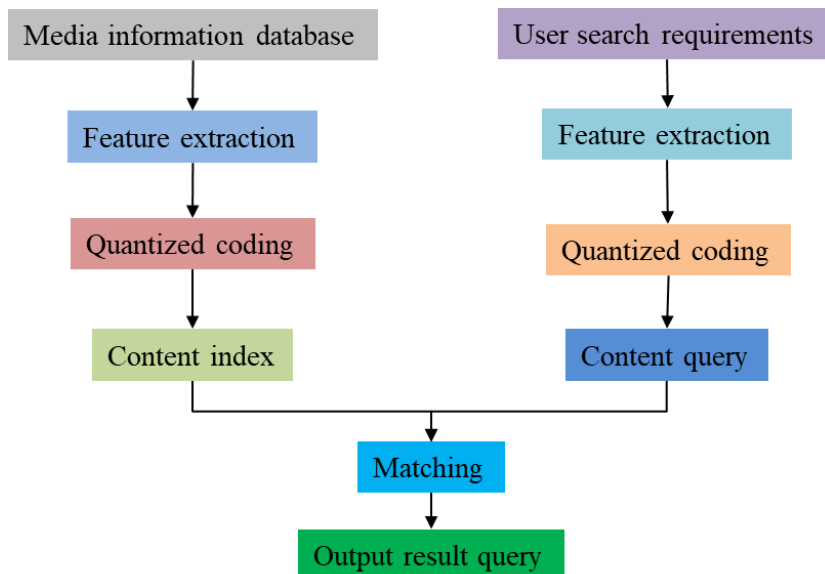 Media information database
User search requirements
Feature extraction
Feature extraction
Quantized coding
Quantized coding
Content index
Content query
Matching
Output result query